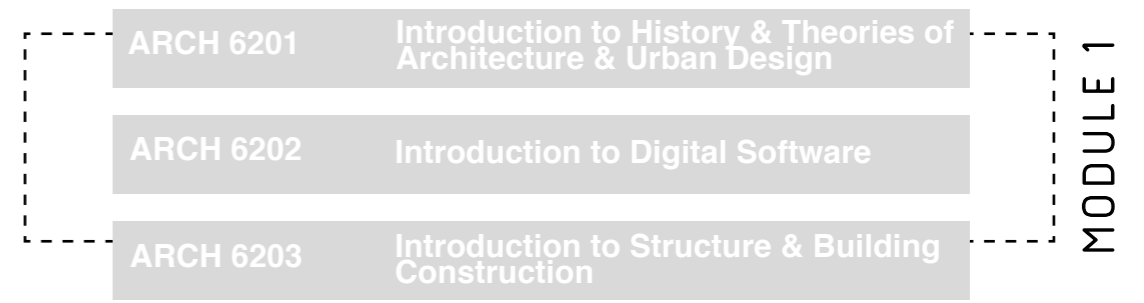 ARCH 6201
Introduction to History & Theories of
Architecture & Urban Design
ARCH 6202
Introduction to Digital Software
ARCH 6203
Introduction to Structure & Building
Construction
MODULE 1